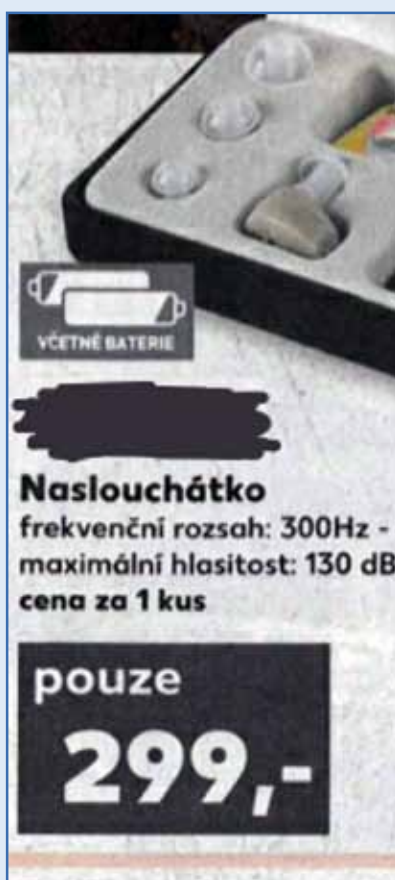 VČETNĚ BATERIE
Naslouchátko
frekvenční rozsah: 300Hz -
maximální hlasitost: 130 dB
cena za 1 kus
pouze
299,-